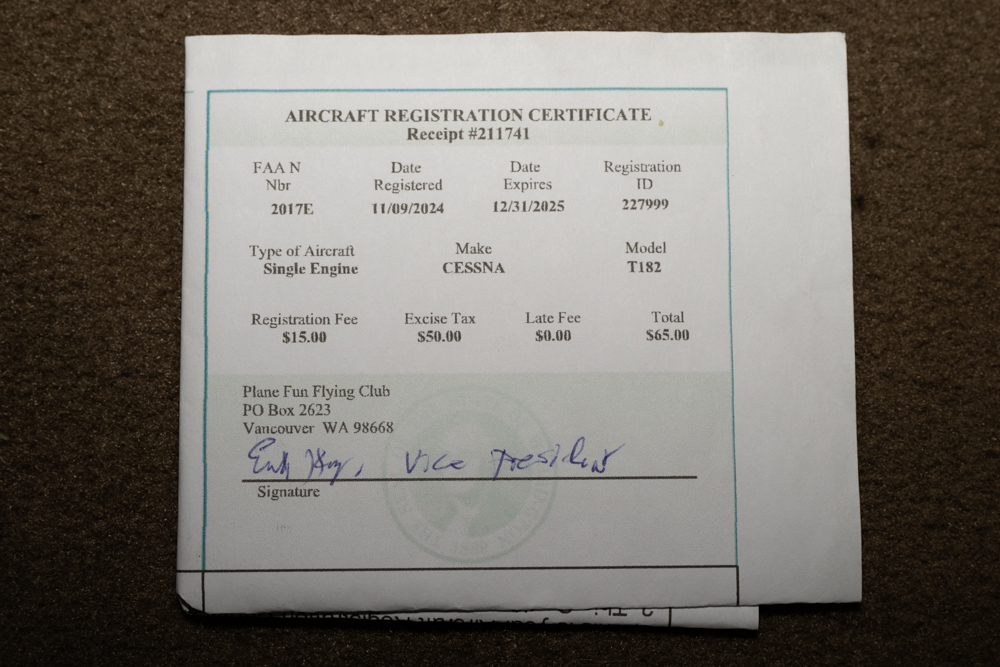 AIRCRAFT REGISTRATION CERTIFICATE
Receipt #211741
FAA N Nbr Date Registered Date Expires Registration ID
2017E 11/09/2024 12/31/2025 227999
Type of Aircraft Make Model
Single Engine CESSNA T182
Registration Fee Excise Tax Late Fee Total
$15.00 $50.00 $0.00 $65.00
Plane Fun Flying Club
PO Box 2623
Vancouver WA 98668
Vice President
Signature